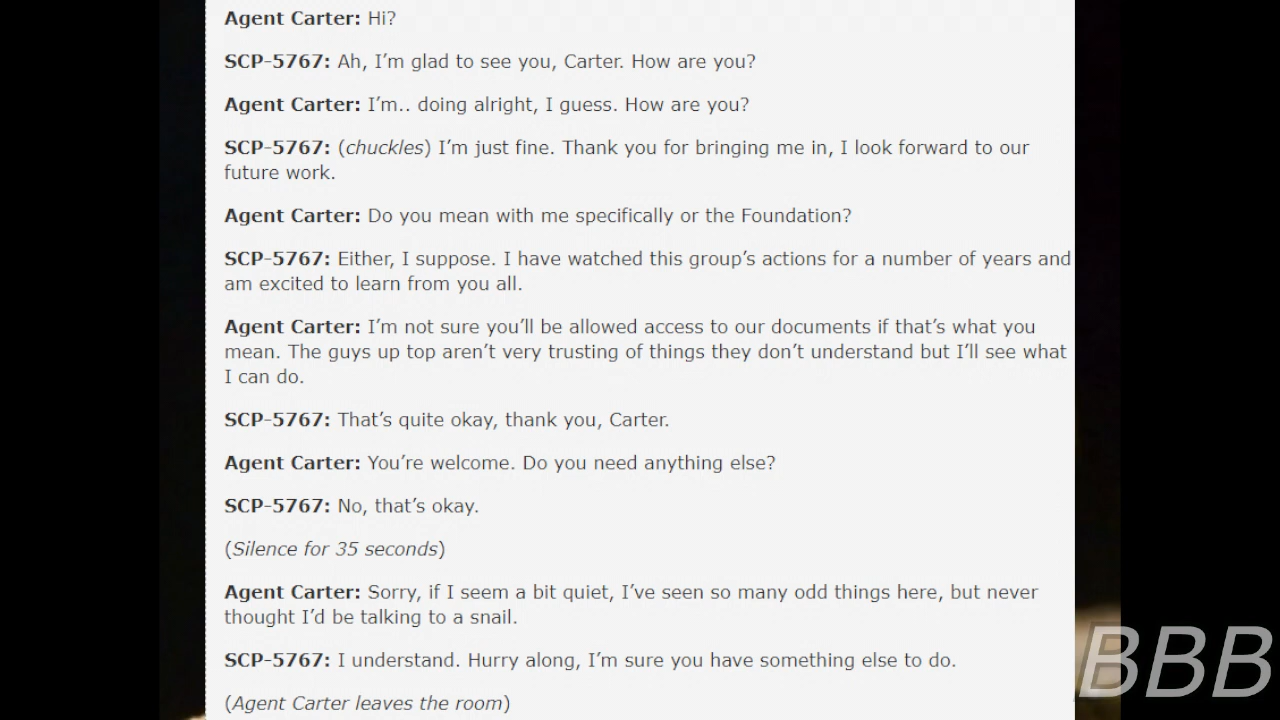 Agent Carter: Hi?
SCP-5767: Ah, I’m glad to see you, Carter. How are you?
Agent Carter: I’m.. doing alright, I guess. How are you?
SCP-5767: (chuckles) I’m just fine. Thank you for bringing me in, I look forward to our
future work.
Agent Carter: Do you mean with me specifically or the Foundation?
SCP-5767: Either, I suppose. I have watched this group’s actions for a number of years and
am excited to learn from you all.
Agent Carter: I’m not sure you’ll be allowed access to our documents if that’s what you
mean. The guys up top aren’t very trusting of things they don’t understand but I’ll see what
I can do.
SCP-5767: That’s quite okay, thank you, Carter.
Agent Carter: You’re welcome. Do you need anything else?
SCP-5767: No, that’s okay.
(Silence for 35 seconds)
Agent Carter: Sorry, if I seem a bit quiet, I’ve seen so many odd things here, but never
thought I’d be talking to a snail.
SCP-5767: I understand. Hurry along, I’m sure you have something else to do.
(Agent Carter leaves the room)
BBB